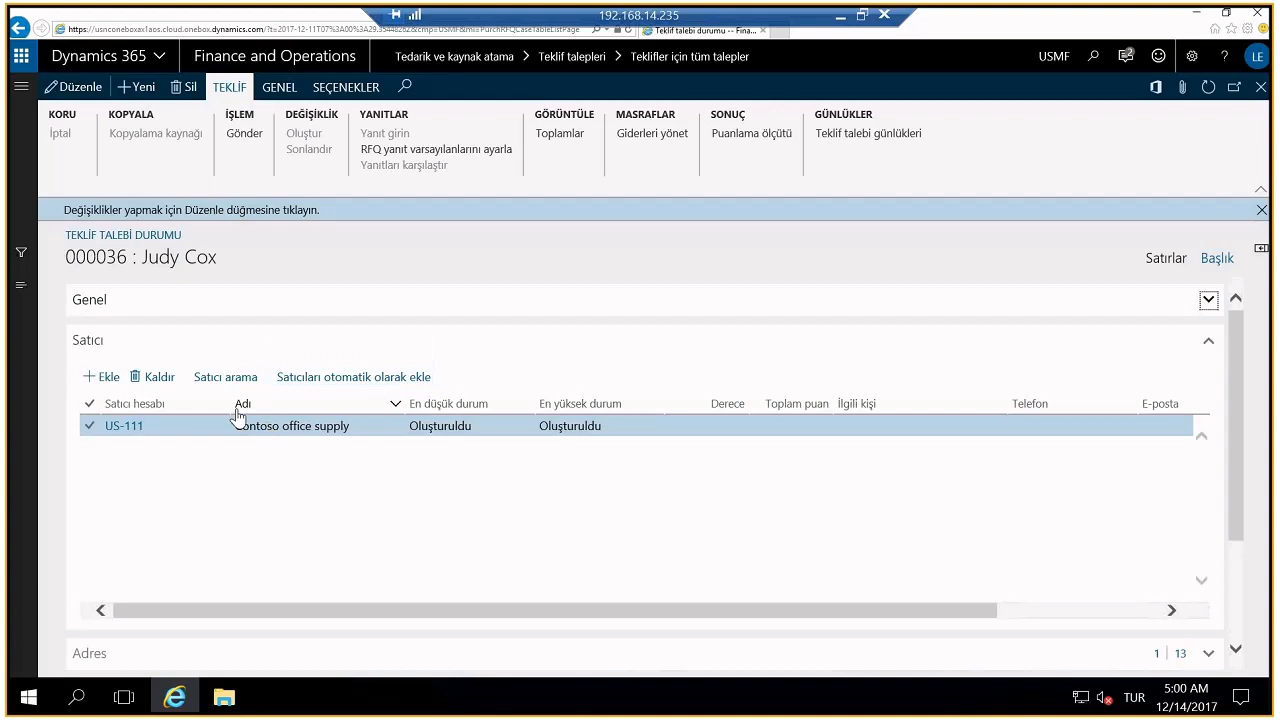 192.168.14.235
Teklif talebi durumu -- Fina...
Dynamics 365
Finance and Operations
Tedarik ve kaynak atama > Teklif talepleri > Teklifler için tüm talepler
USMF
2
?
LE
Düzenle
+ Yeni
Sil
TEKLİF
GENEL
SEÇENEKLER
KORU
İptal
KOPYALA
Kopyalama kaynağı
İŞLEM
Gönder
DEĞİŞİKLİK
Oluştur
Sonlandır
YANITLAR
Yanıt girin
RFQ yanıt varsayılanlarını ayarla
Yanıtları karşılaştır
GÖRÜNTÜLE
Toplamlar
MASRAFLAR
Giderleri yönet
SONUÇ
Puanlama ölçütü
GÜNLÜKLER
Teklif talebi günlükleri
Değişiklikler yapmak için Düzenle düğmesine tıklayın.
TEKLİF TALEBİ DURUMU
000036 : Judy Cox
Satırlar
Başlık
Genel
Satıcı
+ Ekle
Kaldır
Satıcı arama
Satıcıları otomatik olarak ekle
Satıcı hesabı Adı En düşük durum En yüksek durum Derece Toplam puan İlgili kişi Telefon E-posta
US-111 Contoso office supply Oluşturuldu Oluşturuldu
Adres
1 | 13
TUR
5:00 AM
12/14/2017